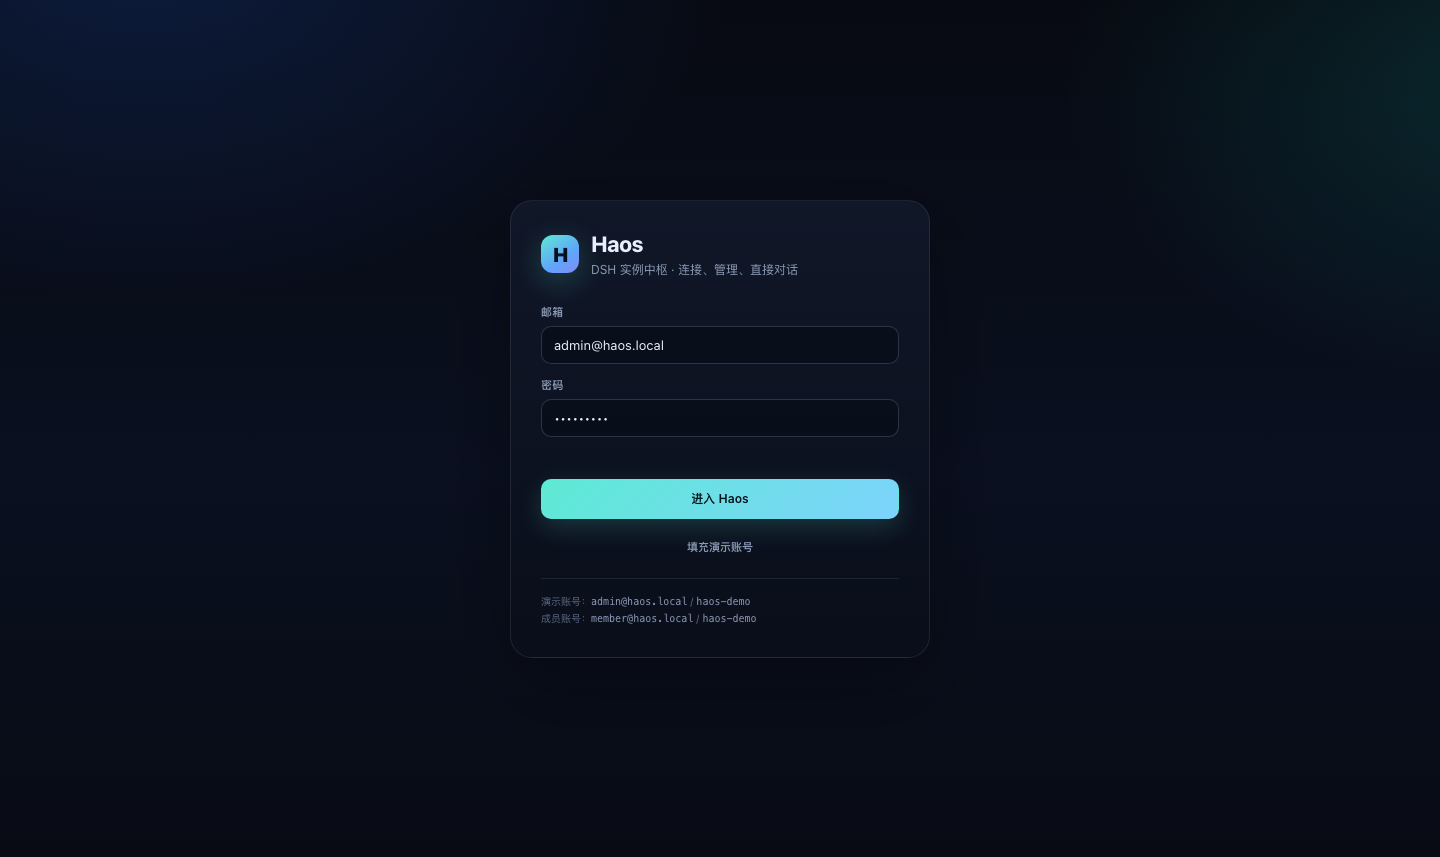 H
Haos
DSH 实例中枢 · 连接、管理、直接对话
邮箱
admin@haos.local
密码
•••••••••
进入 Haos
填充演示账号
演示账号：admin@haos.local / haos-demo
成员账号：member@haos.local / haos-demo